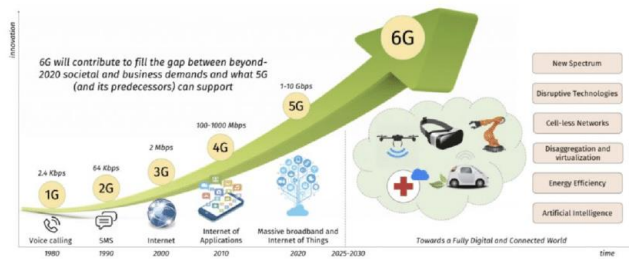 innovation
6G will contribute to fill the gap between beyond-
2020 societal and business demands and what 5G
(and its predecessors) can support
6G
1-10 Gbps
5G
100-1000 Mbps
4G
2 Mbps
3G
64 Kbps
2G
2.4 Kbps
1G
New Spectrum
Disruptive Technologies
Cell-less Networks
Disaggregation and
virtualization
Energy Efficiency
Artificial Intelligence
Voice calling
SMS
Internet
Internet of
Applications
Massive broadband and
Internet of Things
Towards a Fully Digital and Connected World
1980
1990
2000
2010
2020
2025-2030
time